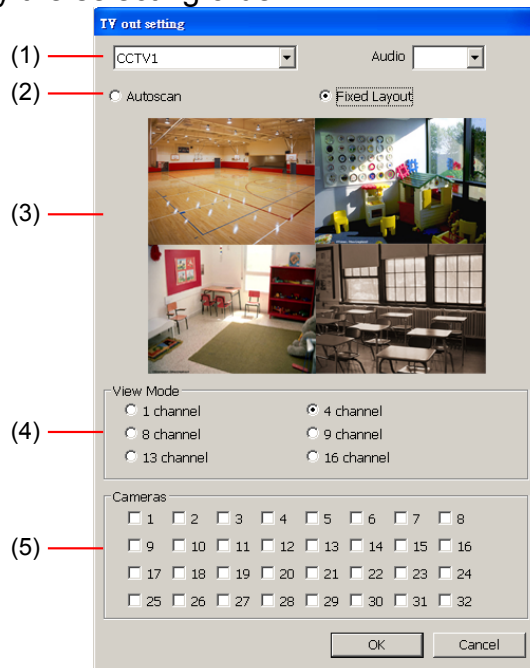 TV out setting
(1) CCTV1 Audio
(2) Autoscan Fixed Layout
(3)
View Mode
1 channel 4 channel
(4) 8 channel 9 channel
13 channel 16 channel
Cameras
1 2 3 4 5 6 7 8
(5) 9 10 11 12 13 14 15 16
17 18 19 20 21 22 23 24
25 26 27 28 29 30 31 32
OK Cancel